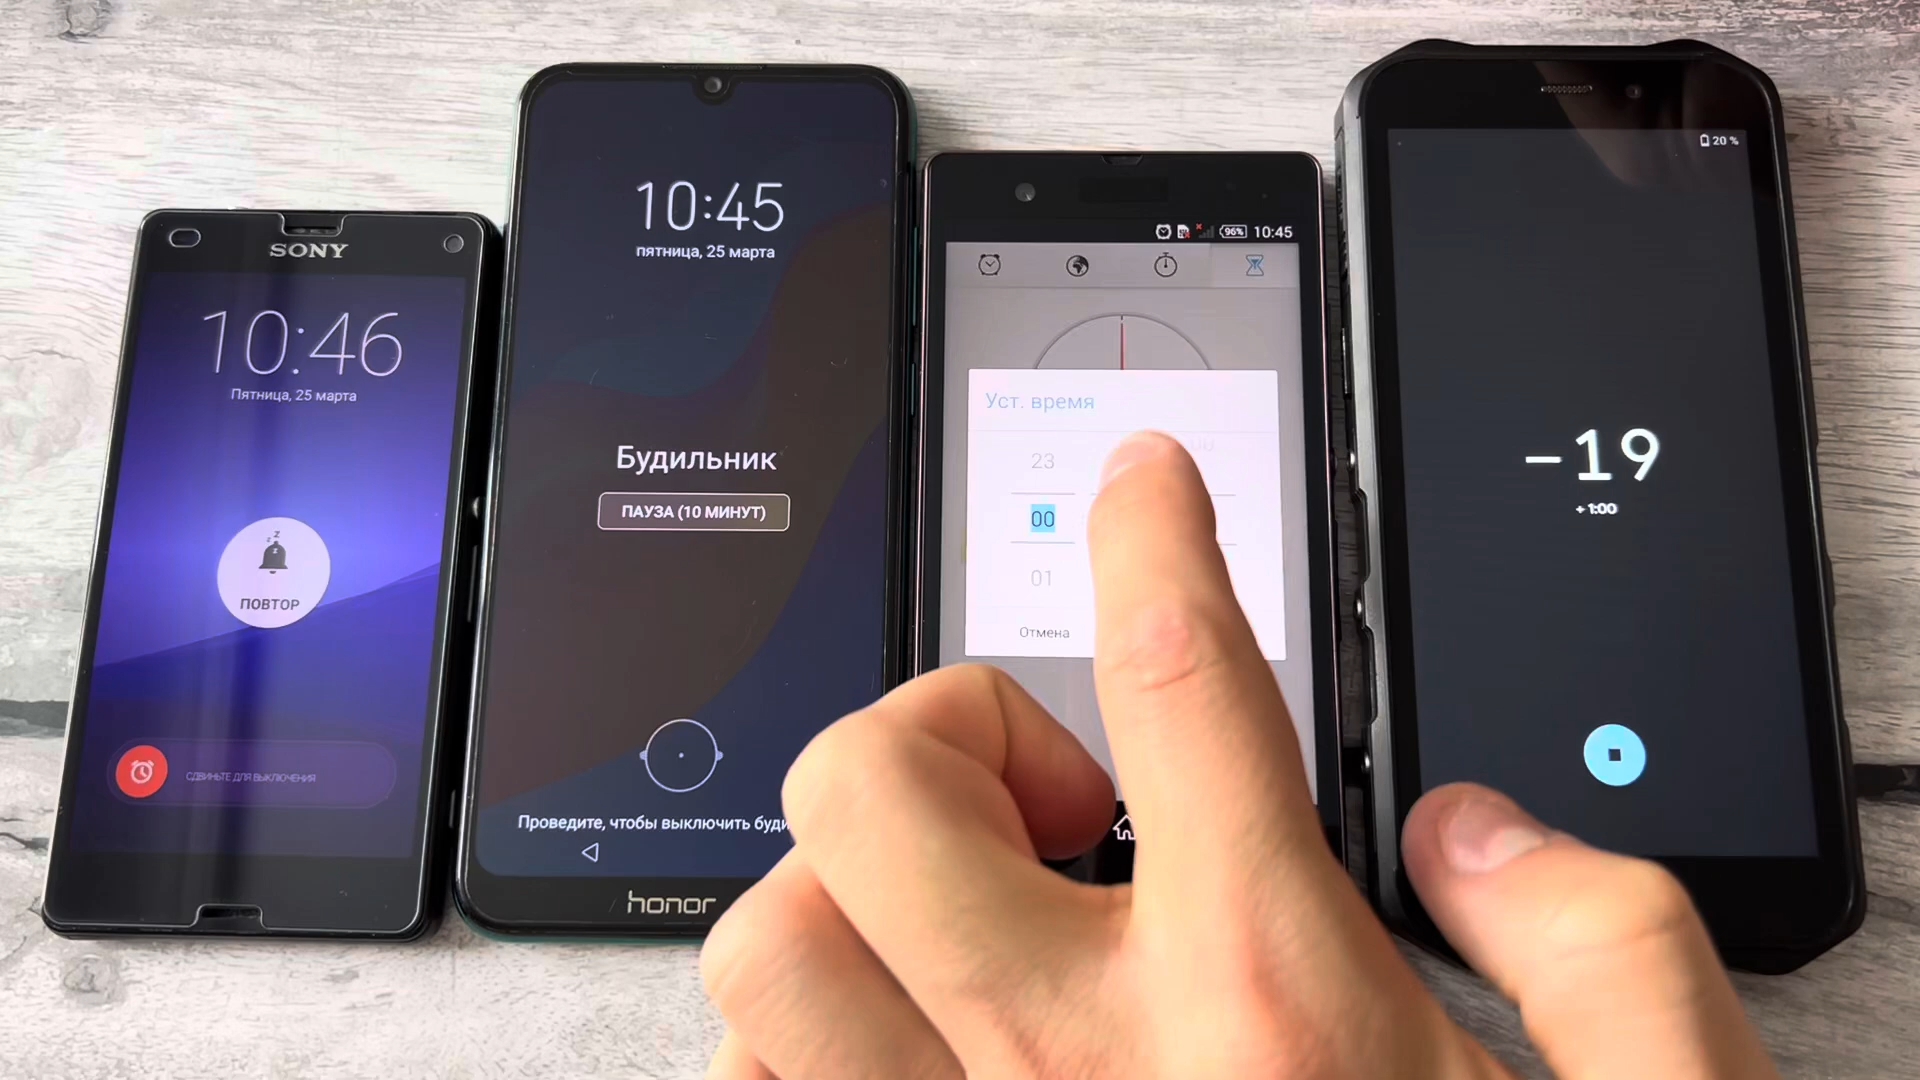 SONY
10:46
Пятница, 25 марта
ПОВТОР
СДВИНЬТЕ ДЛЯ ВЫКЛЮЧЕНИЯ
10:45
пятница, 25 марта
Будильник
ПАУЗА (10 МИНУТ)
Проведите, чтобы выключить
honor
96%
10:45
Уст. время
23
00
01
Отмена
20 %
–19
+ 1:00